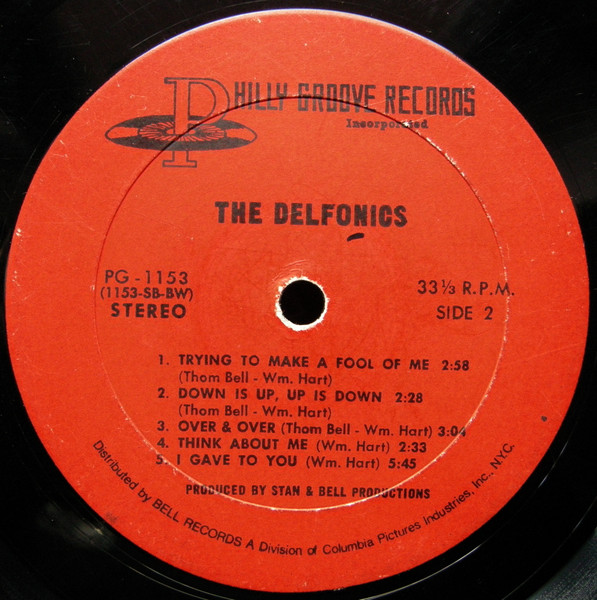 PHILLY GROOVE RECORDS
Incorporated
THE DELFONICS
PG-1153
(1153-SB-BW)
STEREO
33⅓ R.P.M.
SIDE 2
1. TRYING TO MAKE A FOOL OF ME 2:58
(Thom Bell - Wm. Hart)
2. DOWN IS UP, UP IS DOWN 2:28
(Thom Bell - Wm. Hart)
3. OVER & OVER (Thom Bell - Wm. Hart) 3:04
4. THINK ABOUT ME (Wm. Hart) 2:33
5. I GAVE TO YOU (Wm. Hart) 5:45
PRODUCED BY STAN & BELL PRODUCTIONS
Distributed by BELL RECORDS A Division of Columbia Pictures Industries, Inc., N.Y.C.